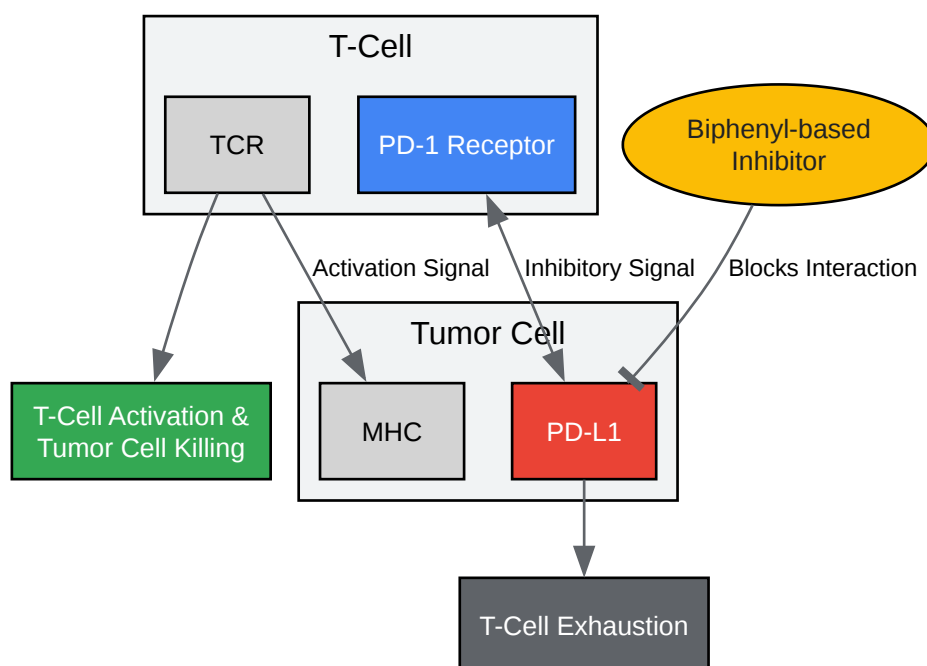 T-Cell
TCR
PD-1 Receptor
Biphenyl-based
Inhibitor
Activation Signal
Inhibitory Signal
Blocks Interaction
Tumor Cell
T-Cell Activation &
Tumor Cell Killing
MHC
PD-L1
T-Cell Exhaustion